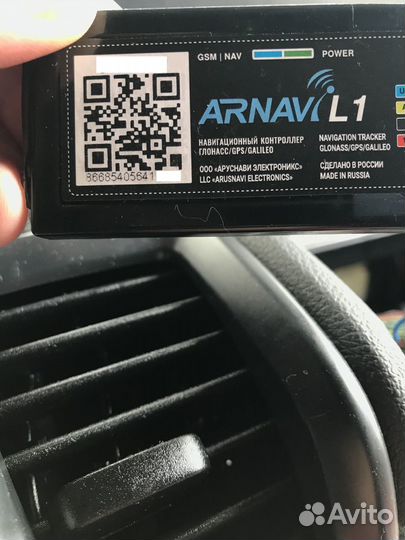 GSM | NAV POWER
ARNAVI L1
НАВИГАЦИОННЫЙ КОНТРОЛЛЕР
ГЛОНАСС/GPS/GALILEO
NAVIGATION TRACKER
GLONASS/GPS/GALILEO
ООО «АРУСНАВИ ЭЛЕКТРОНИКС»
LLC «ARUSNAVI ELECTRONICS»
СДЕЛАНО В РОССИИ
MADE IN RUSSIA
86685405641
Avito